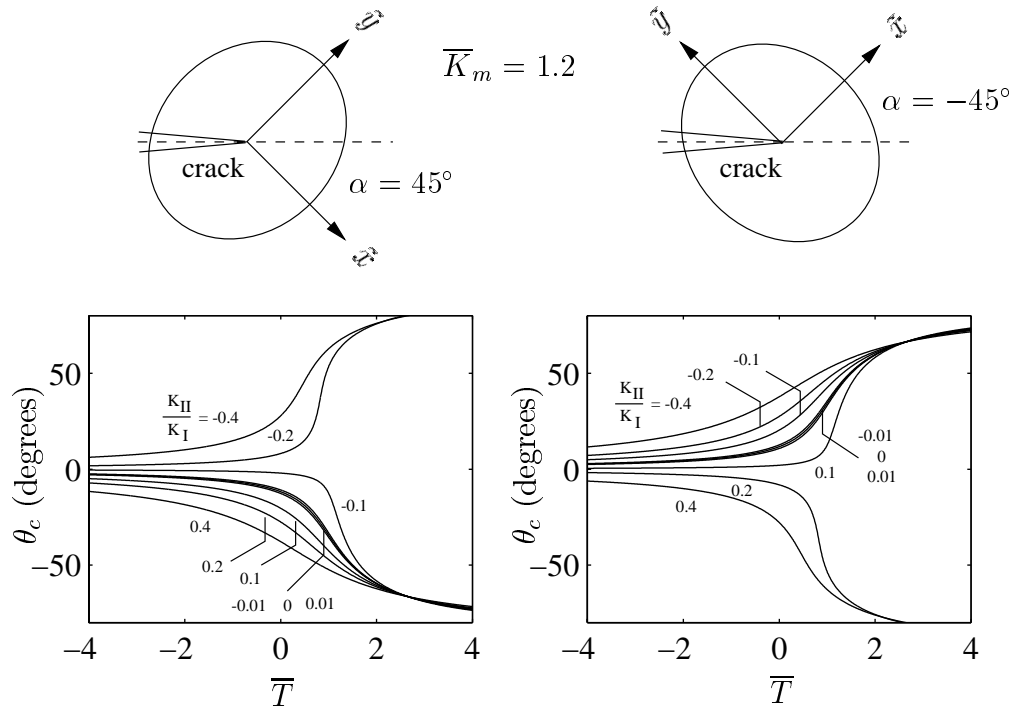 ŷ
K̅m = 1.2
α = 45°
crack
x̂
ỹ
x̃
α = −45°
crack
50
0
−50
θc (degrees)
KII/KI = -0.4
-0.2
-0.1
0.4
0.2
0.1
-0.01 0 0.01
−4 −2 0 2 4
T̅
50
0
−50
θc (degrees)
-0.1
-0.2
KII/KI = -0.4
-0.01
0
0.01
0.1
0.2
0.4
−4 −2 0 2 4
T̅